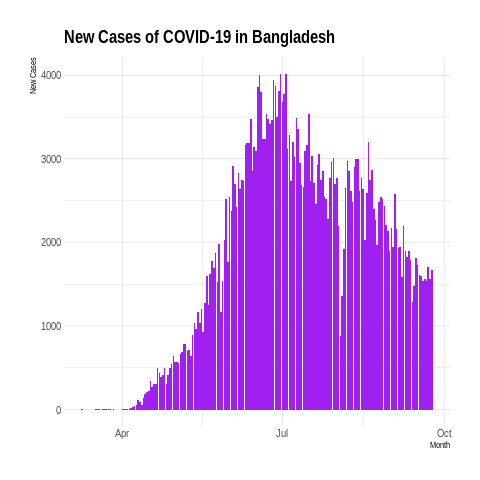 New Cases of COVID-19 in Bangladesh
New Cases
4000
3000
2000
1000
0
Apr
Jul
Oct
Month